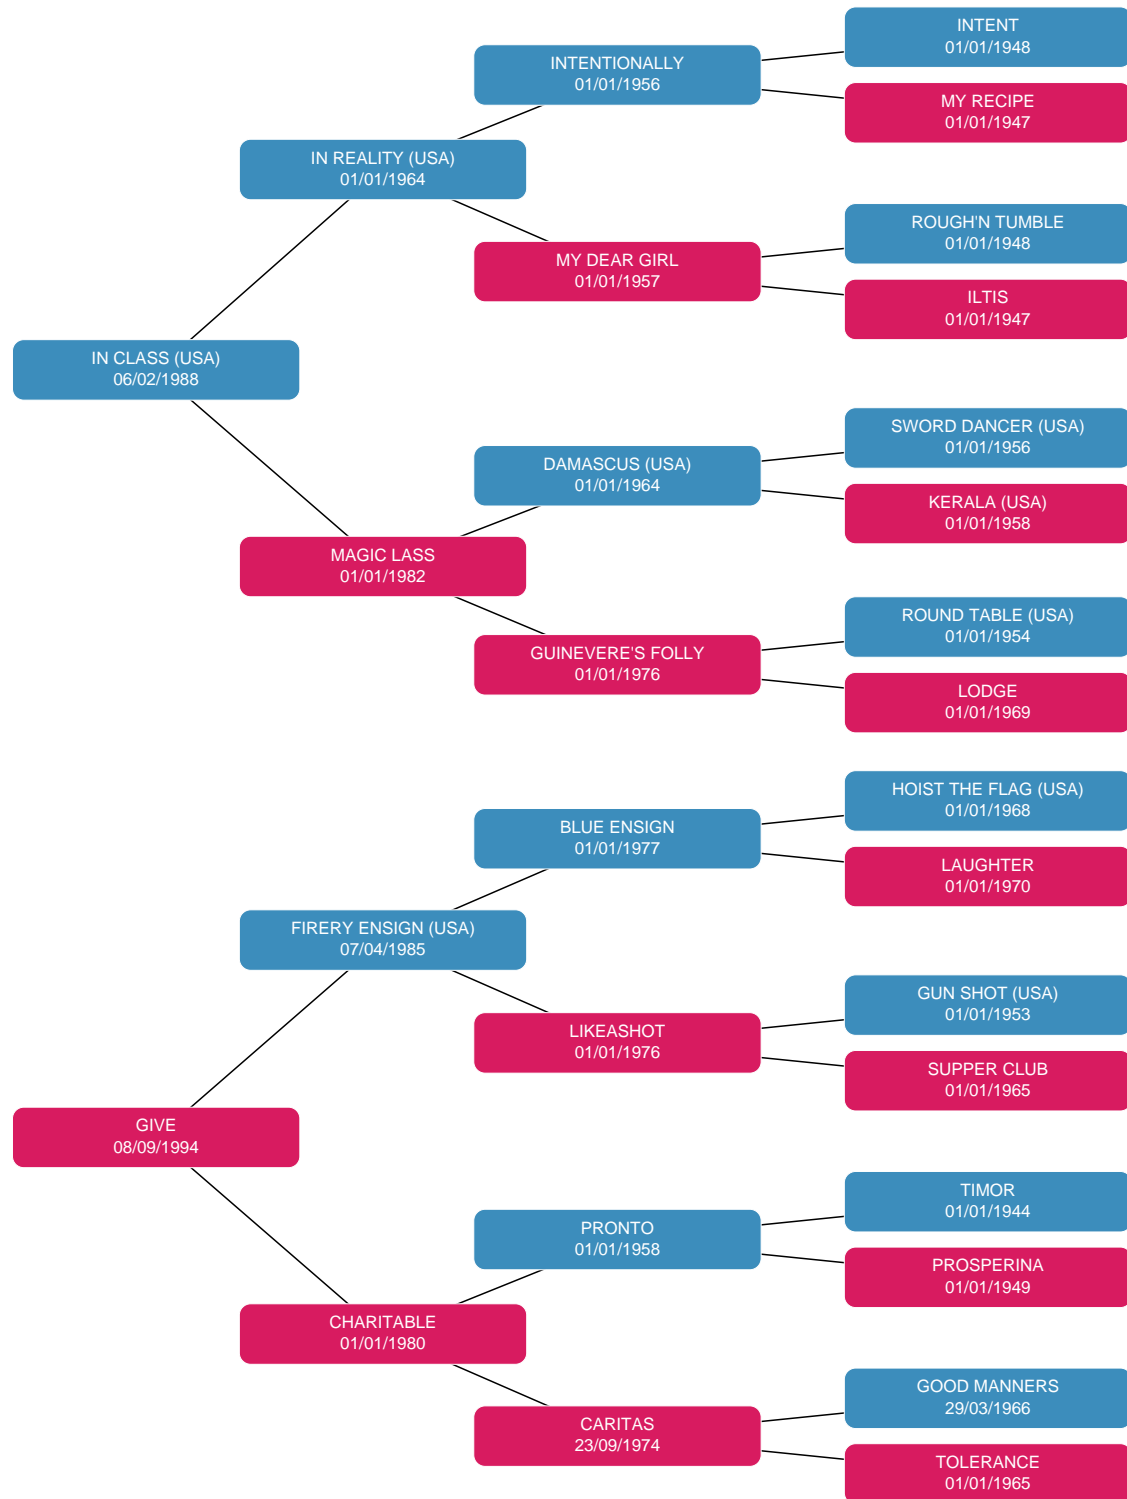 INTENT
01/01/1948
INTENTIONALLY
01/01/1956
MY RECIPE
01/01/1947
IN REALITY (USA)
01/01/1964
ROUGH'N TUMBLE
01/01/1948
MY DEAR GIRL
01/01/1957
ILTIS
01/01/1947
IN CLASS (USA)
06/02/1988
SWORD DANCER (USA)
01/01/1956
DAMASCUS (USA)
01/01/1964
KERALA (USA)
01/01/1958
MAGIC LASS
01/01/1982
ROUND TABLE (USA)
01/01/1954
GUINEVERE'S FOLLY
01/01/1976
LODGE
01/01/1969
HOIST THE FLAG (USA)
01/01/1968
BLUE ENSIGN
01/01/1977
LAUGHTER
01/01/1970
FIRERY ENSIGN (USA)
07/04/1985
GUN SHOT (USA)
01/01/1953
LIKEASHOT
01/01/1976
SUPPER CLUB
01/01/1965
GIVE
08/09/1994
TIMOR
01/01/1944
PRONTO
01/01/1958
PROSPERINA
01/01/1949
CHARITABLE
01/01/1980
GOOD MANNERS
29/03/1966
CARITAS
23/09/1974
TOLERANCE
01/01/1965